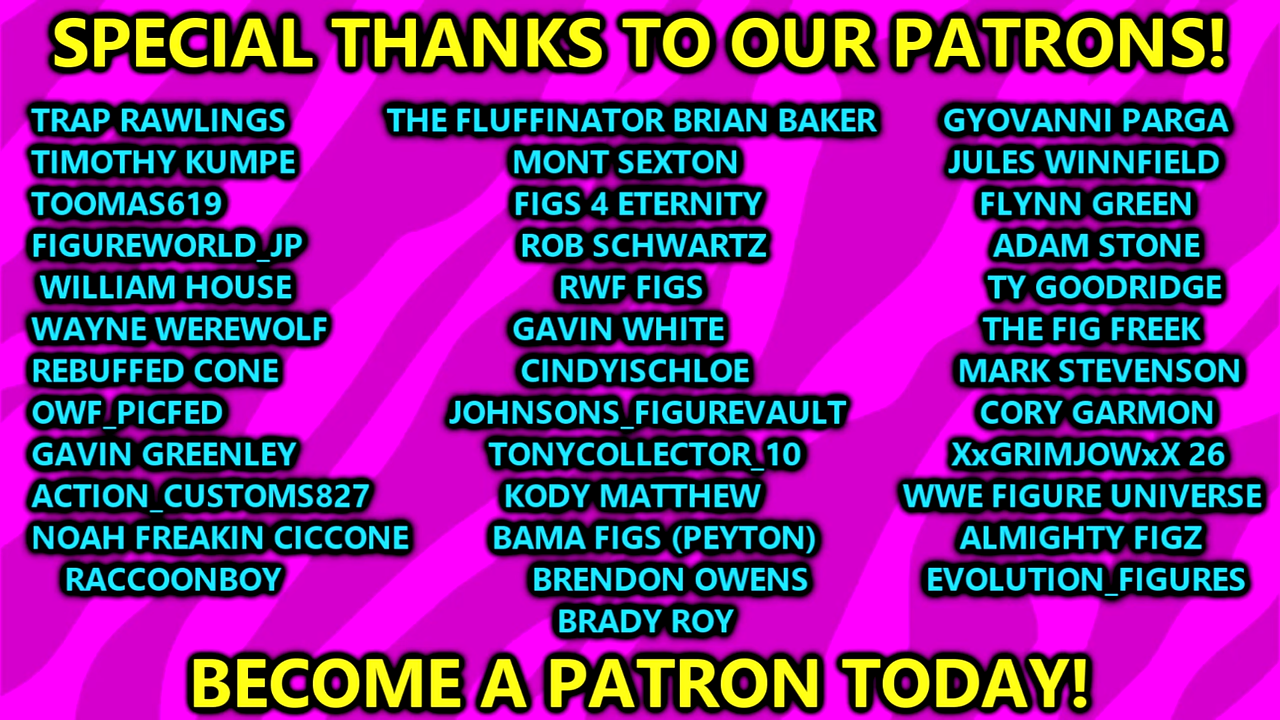 SPECIAL THANKS TO OUR PATRONS!
TRAP RAWLINGS
TIMOTHY KUMPE
TOOMAS619
FIGUREWORLD_JP
WILLIAM HOUSE
WAYNE WEREWOLF
REBUFFED CONE
OWF_PICFED
GAVIN GREENLEY
ACTION_CUSTOMS827
NOAH FREAKIN CICCONE
RACCOONBOY
THE FLUFFINATOR BRIAN BAKER
MONT SEXTON
FIGS 4 ETERNITY
ROB SCHWARTZ
RWF FIGS
GAVIN WHITE
CINDYISCHLOE
JOHNSONS_FIGUREVAULT
TONYCOLLECTOR_10
KODY MATTHEW
BAMA FIGS (PEYTON)
BRENDON OWENS
BRADY ROY
GYOVANNI PARGA
JULES WINNFIELD
FLYNN GREEN
ADAM STONE
TY GOODRIDGE
THE FIG FREEK
MARK STEVENSON
CORY GARMON
XxGRIMJOWxX 26
WWE FIGURE UNIVERSE
ALMIGHTY FIGZ
EVOLUTION_FIGURES
BECOME A PATRON TODAY!